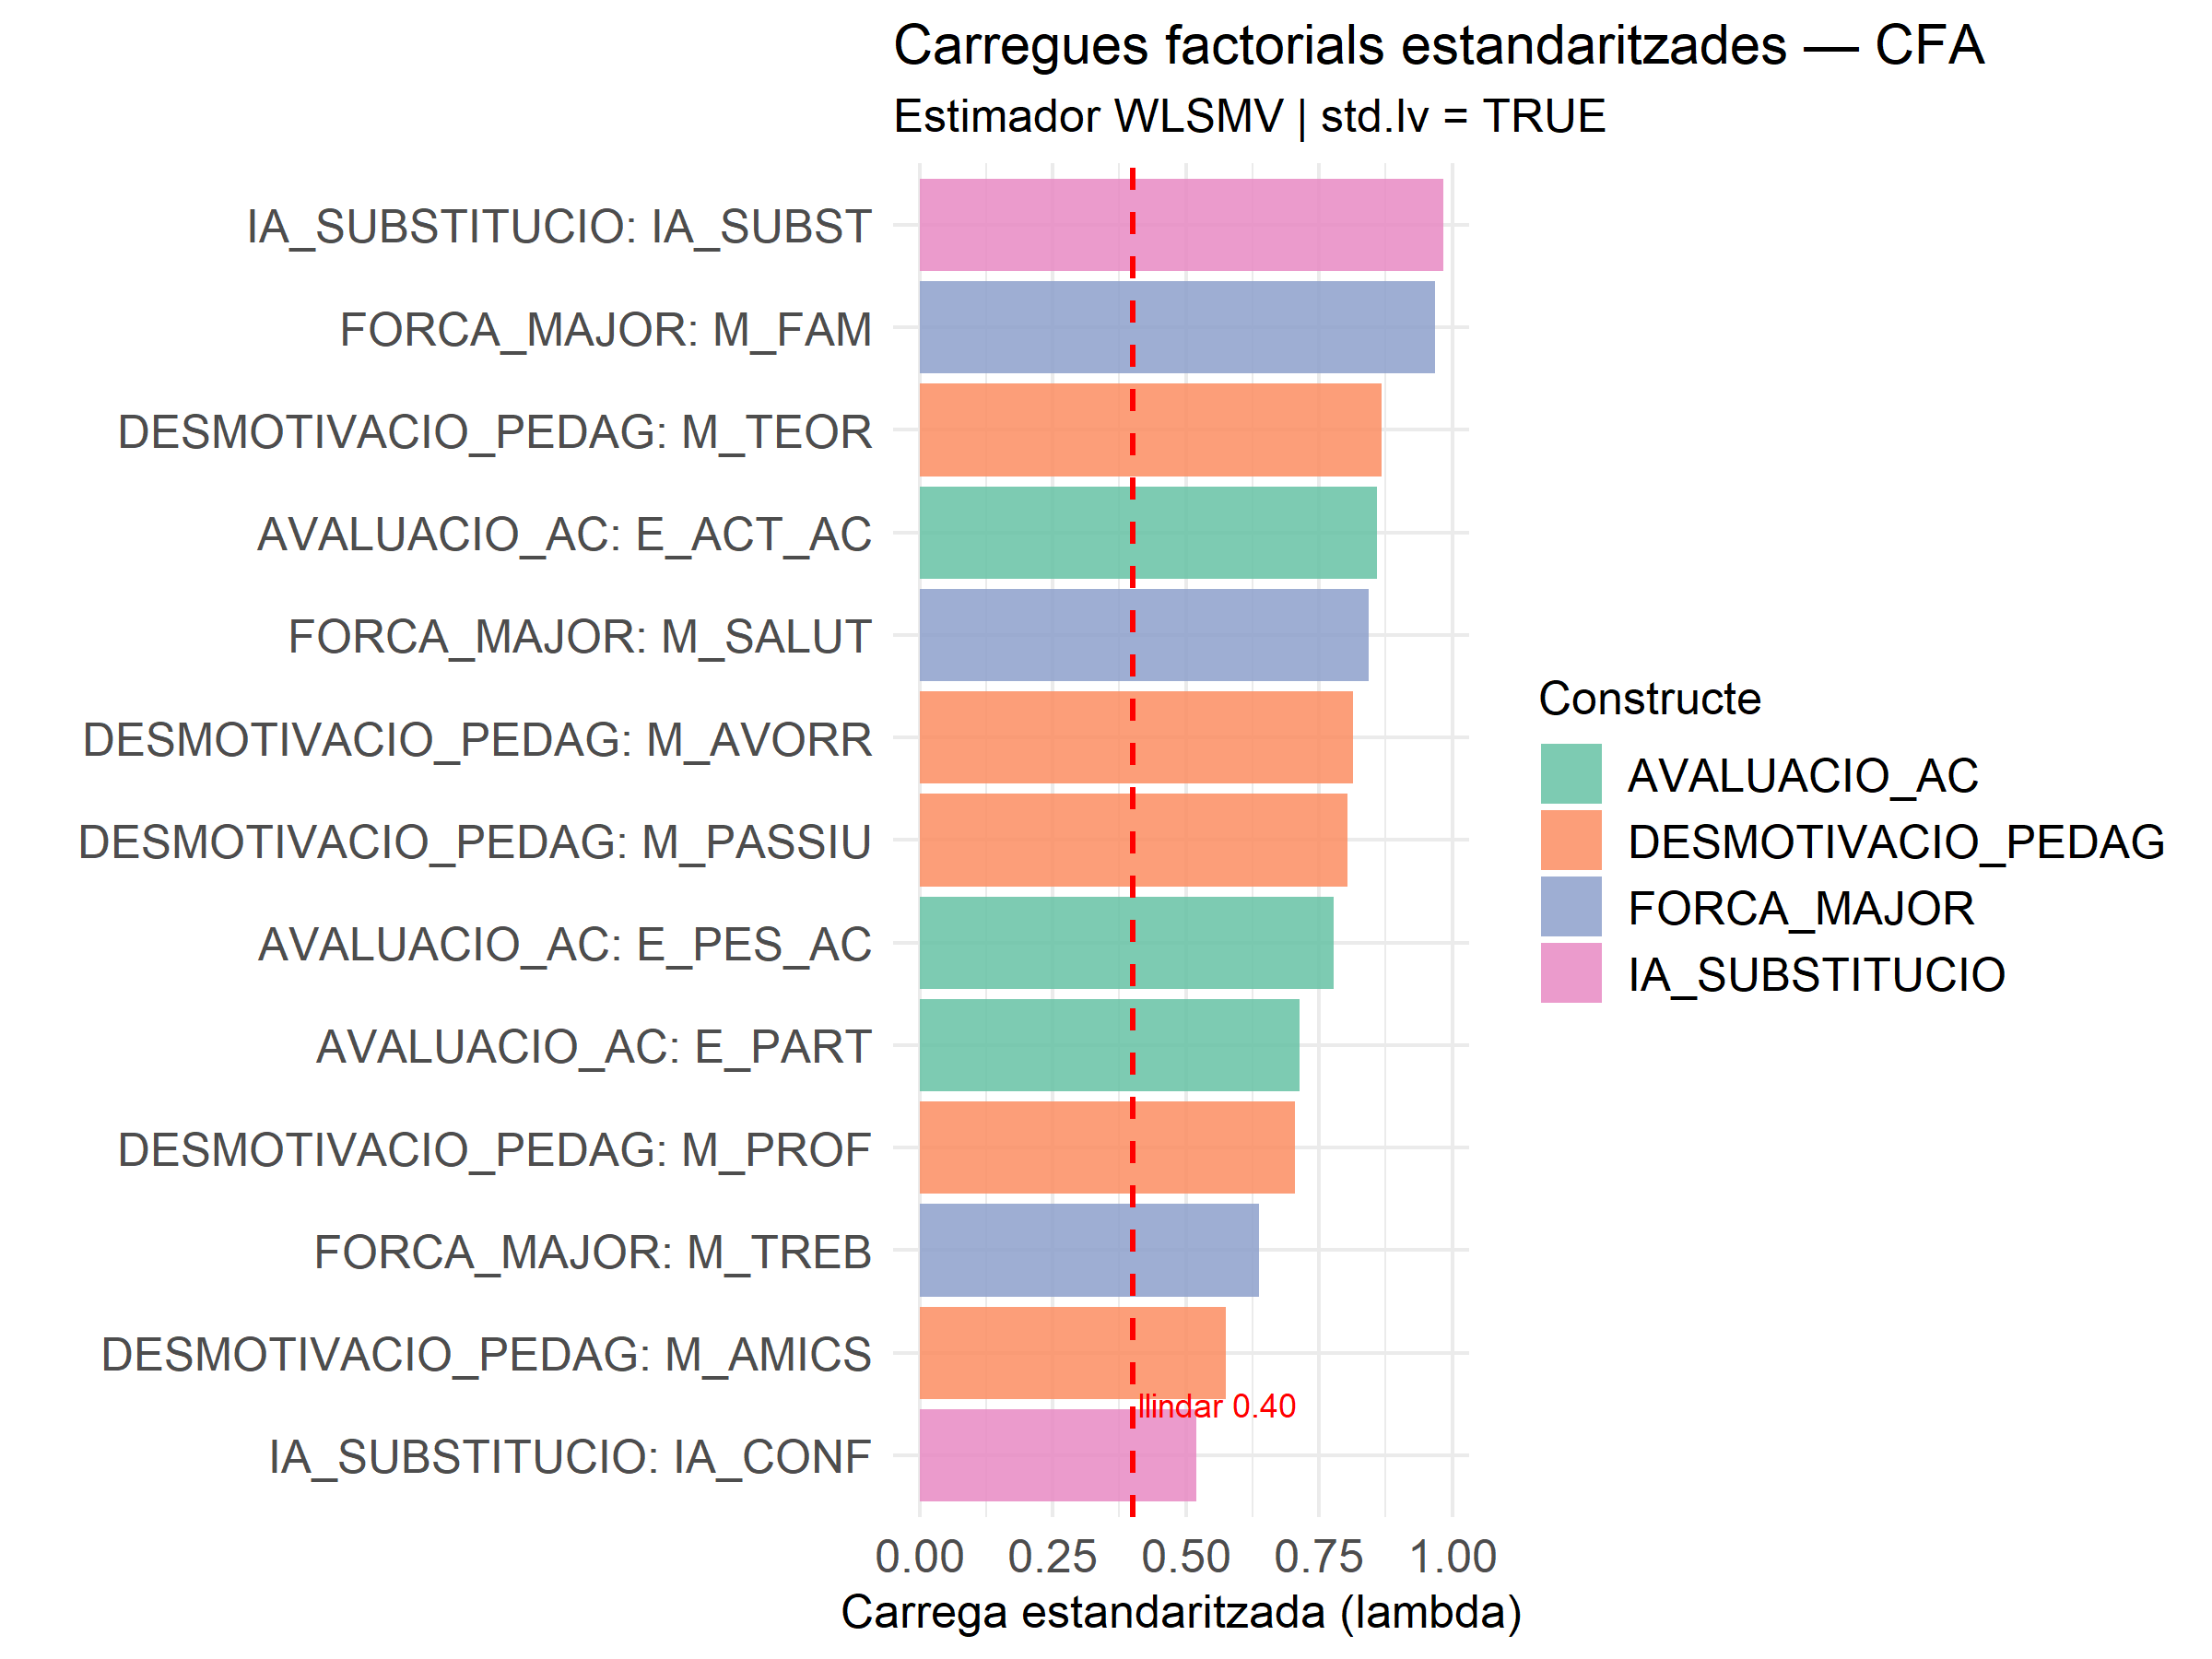 Carregues factorials estandaritzades — CFA
Estimador WLSMV | std.lv = TRUE
IA_SUBSTITUCIO: IA_SUBST
FORCA_MAJOR: M_FAM
DESMOTIVACIO_PEDAG: M_TEOR
AVALUACIO_AC: E_ACT_AC
FORCA_MAJOR: M_SALUT
DESMOTIVACIO_PEDAG: M_AVORR
DESMOTIVACIO_PEDAG: M_PASSIU
AVALUACIO_AC: E_PES_AC
AVALUACIO_AC: E_PART
DESMOTIVACIO_PEDAG: M_PROF
FORCA_MAJOR: M_TREB
DESMOTIVACIO_PEDAG: M_AMICS
IA_SUBSTITUCIO: IA_CONF
llindar 0.40
0.00 0.25 0.50 0.75 1.00
Carrega estandaritzada (lambda)
Constructe
AVALUACIO_AC
DESMOTIVACIO_PEDAG
FORCA_MAJOR
IA_SUBSTITUCIO